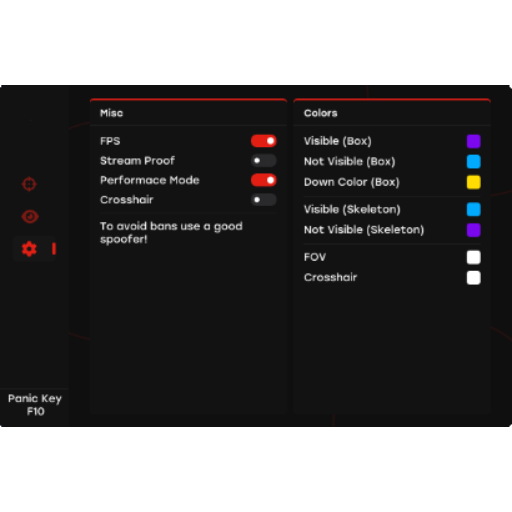 Misc
FPS
Stream Proof
Performace Mode
Crosshair
To avoid bans use a good
spoofer!
Colors
Visible (Box)
Not Visible (Box)
Down Color (Box)
Visible (Skeleton)
Not Visible (Skeleton)
FOV
Crosshair
Panic Key
F10